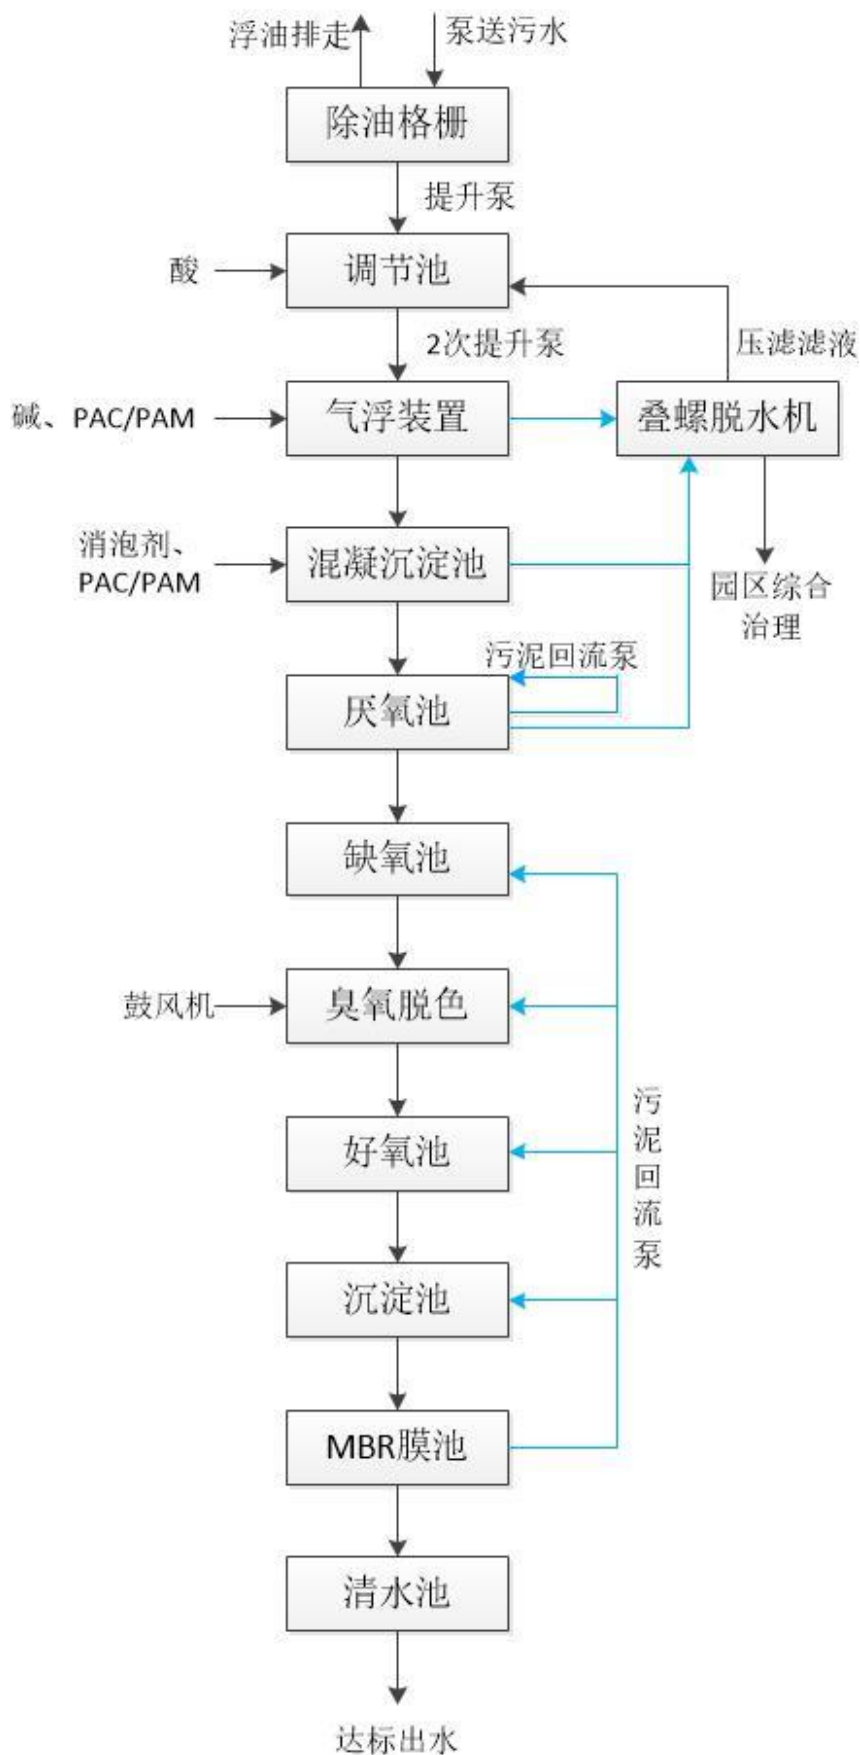 浮油排走
泵送污水
除油格栅
提升泵
酸
调节池
2次提升泵
压滤滤液
碱、PAC/PAM
气浮装置
叠螺脱水机
消泡剂、
PAC/PAM
混凝沉淀池
园区综合
治理
污泥回流泵
厌氧池
缺氧池
鼓风机
臭氧脱色
污泥回流泵
好氧池
沉淀池
MBR膜池
清水池
达标出水